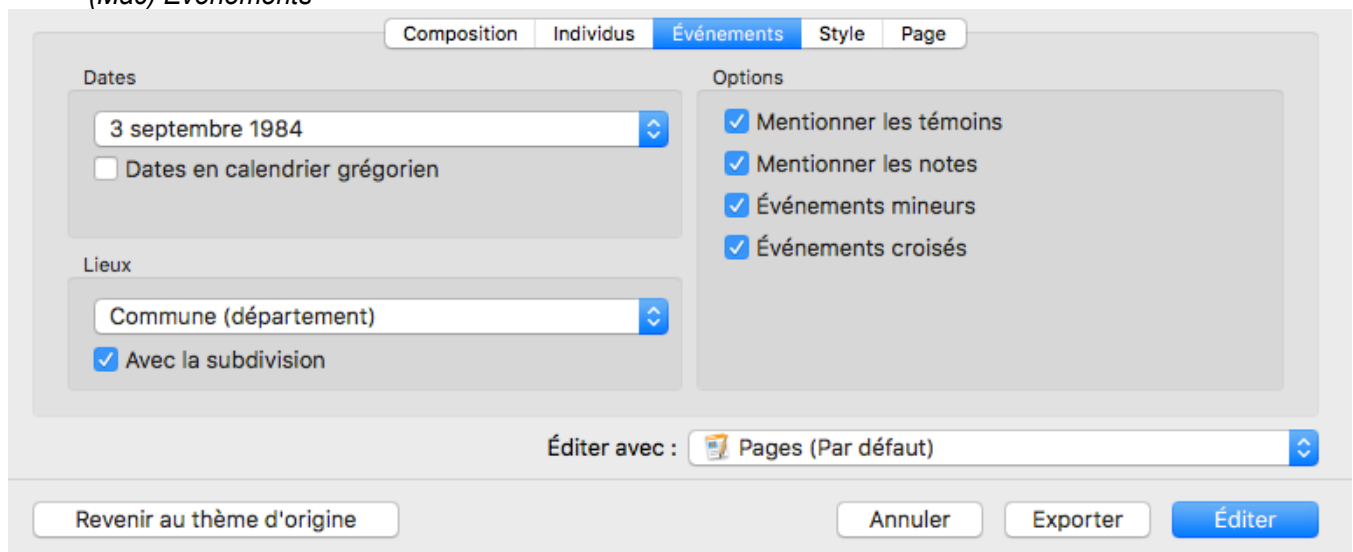 (Mac) Événements
Composition Individus Événements Style Page
Dates
3 septembre 1984
Dates en calendrier grégorien
Lieux
Commune (département)
Avec la subdivision
Options
Mentionner les témoins
Mentionner les notes
Événements mineurs
Événements croisés
Éditer avec : Pages (Par défaut)
Revenir au thème d'origine Annuler Exporter Éditer